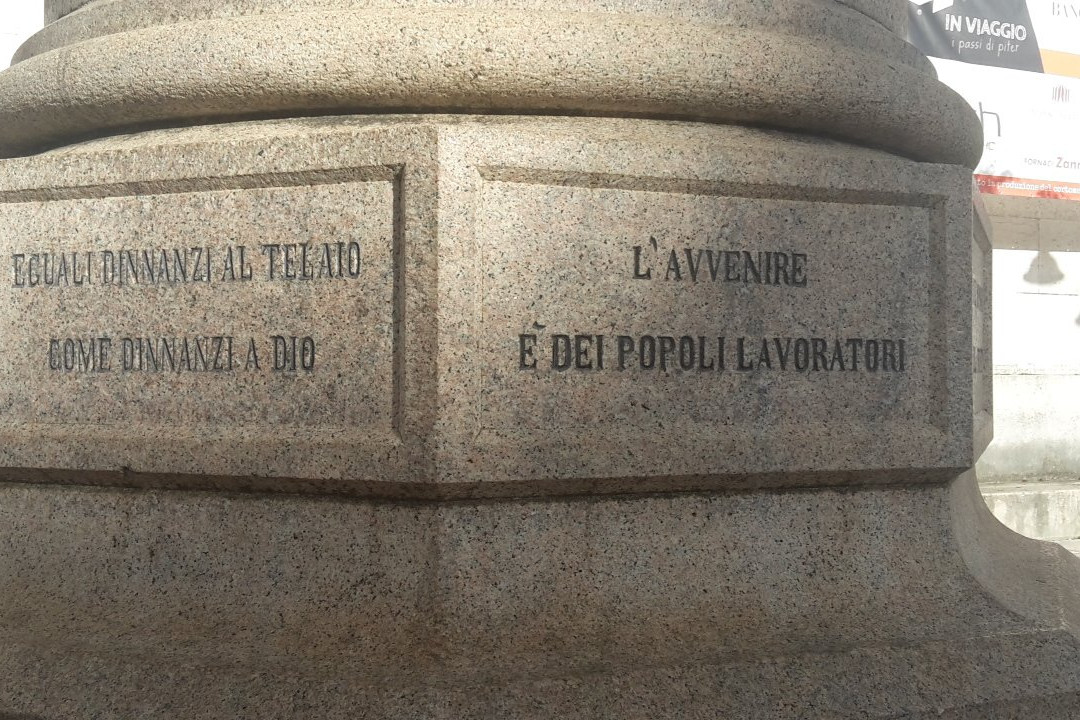 EGUALI DINNANZI AL TELAIO
COME DINNANZI A DIO
L'AVVENIRE
È DEI POPOLI LAVORATORI
IN VIAGGIO
i passi di piter